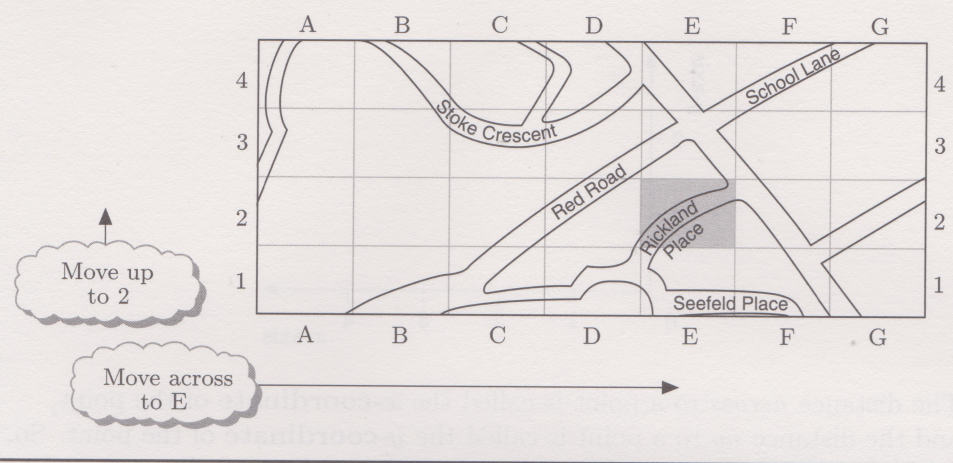 A B C D E F G
4 School Lane 4
Stoke Crescent
3 3
Red Road
2 Rickland 2
Place
Move up
to 2
1 1
Seefeld Place
A B C D E F G
Move across
to E